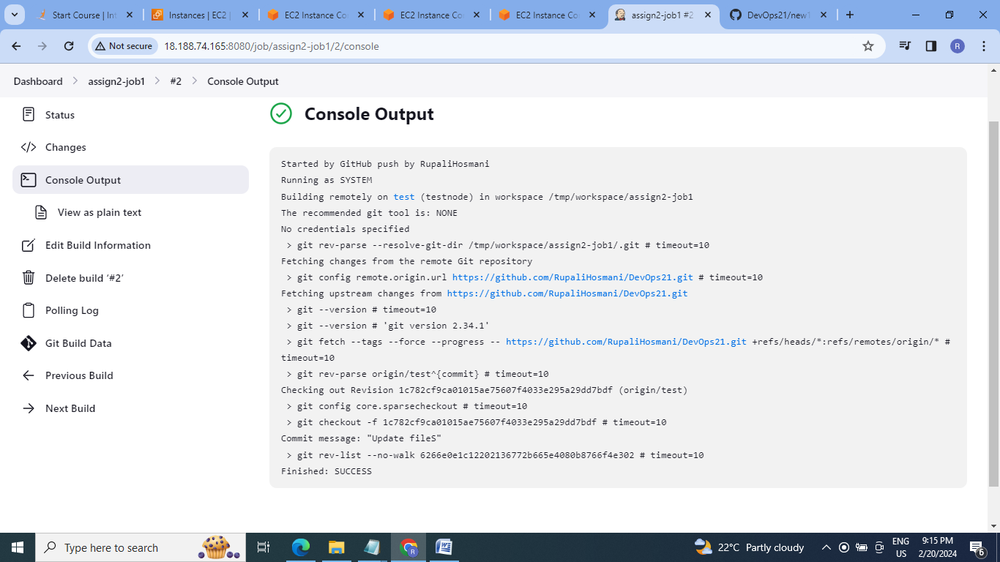 Start Course | Int
Instances | EC2 |
EC2 Instance Co
EC2 Instance Co
EC2 Instance Co
assign2-job1 #2
DevOps21/new1
Not secure
18.188.74.165:8080/job/assign2-job1/2/console
R
Dashboard > assign2-job1 > #2 > Console Output
Status
Changes
Console Output
View as plain text
Edit Build Information
Delete build ‘#2’
Polling Log
Git Build Data
Previous Build
Next Build
Console Output
Started by GitHub push by RupaliHosmani
Running as SYSTEM
Building remotely on test (testnode) in workspace /tmp/workspace/assign2-job1
The recommended git tool is: NONE
No credentials specified
> git rev-parse --resolve-git-dir /tmp/workspace/assign2-job1/.git # timeout=10
Fetching changes from the remote Git repository
> git config remote.origin.url https://github.com/RupaliHosmani/DevOps21.git # timeout=10
Fetching upstream changes from https://github.com/RupaliHosmani/DevOps21.git
> git --version # timeout=10
> git --version # 'git version 2.34.1'
> git fetch --tags --force --progress -- https://github.com/RupaliHosmani/DevOps21.git +refs/heads/*:refs/remotes/origin/* #
timeout=10
> git rev-parse origin/test^{commit} # timeout=10
Checking out Revision 1c782cf9ca01015ae75607f4033e295a29dd7bdf (origin/test)
> git config core.sparsecheckout # timeout=10
> git checkout -f 1c782cf9ca01015ae75607f4033e295a29dd7bdf # timeout=10
Commit message: "Update fileS"
> git rev-list --no-walk 6266e0e1c12202136772b665e4080b8766f4e302 # timeout=10
Finished: SUCCESS
Type here to search
R
22°C Partly cloudy
ENG
US
9:15 PM
2/20/2024
6